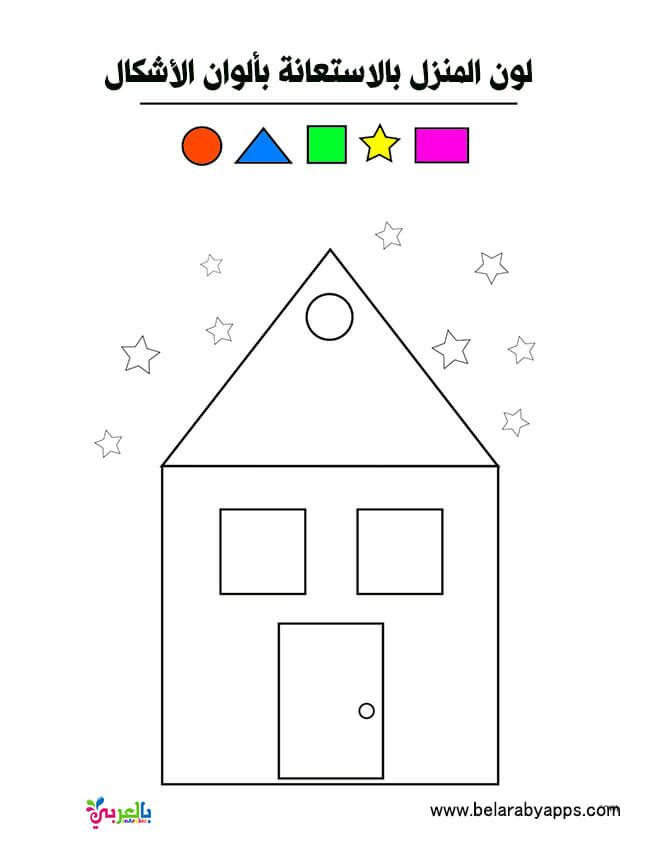 لون المنزل بالاستعانة بألوان الأشكال
بالعربي
www.belarabyapps.com